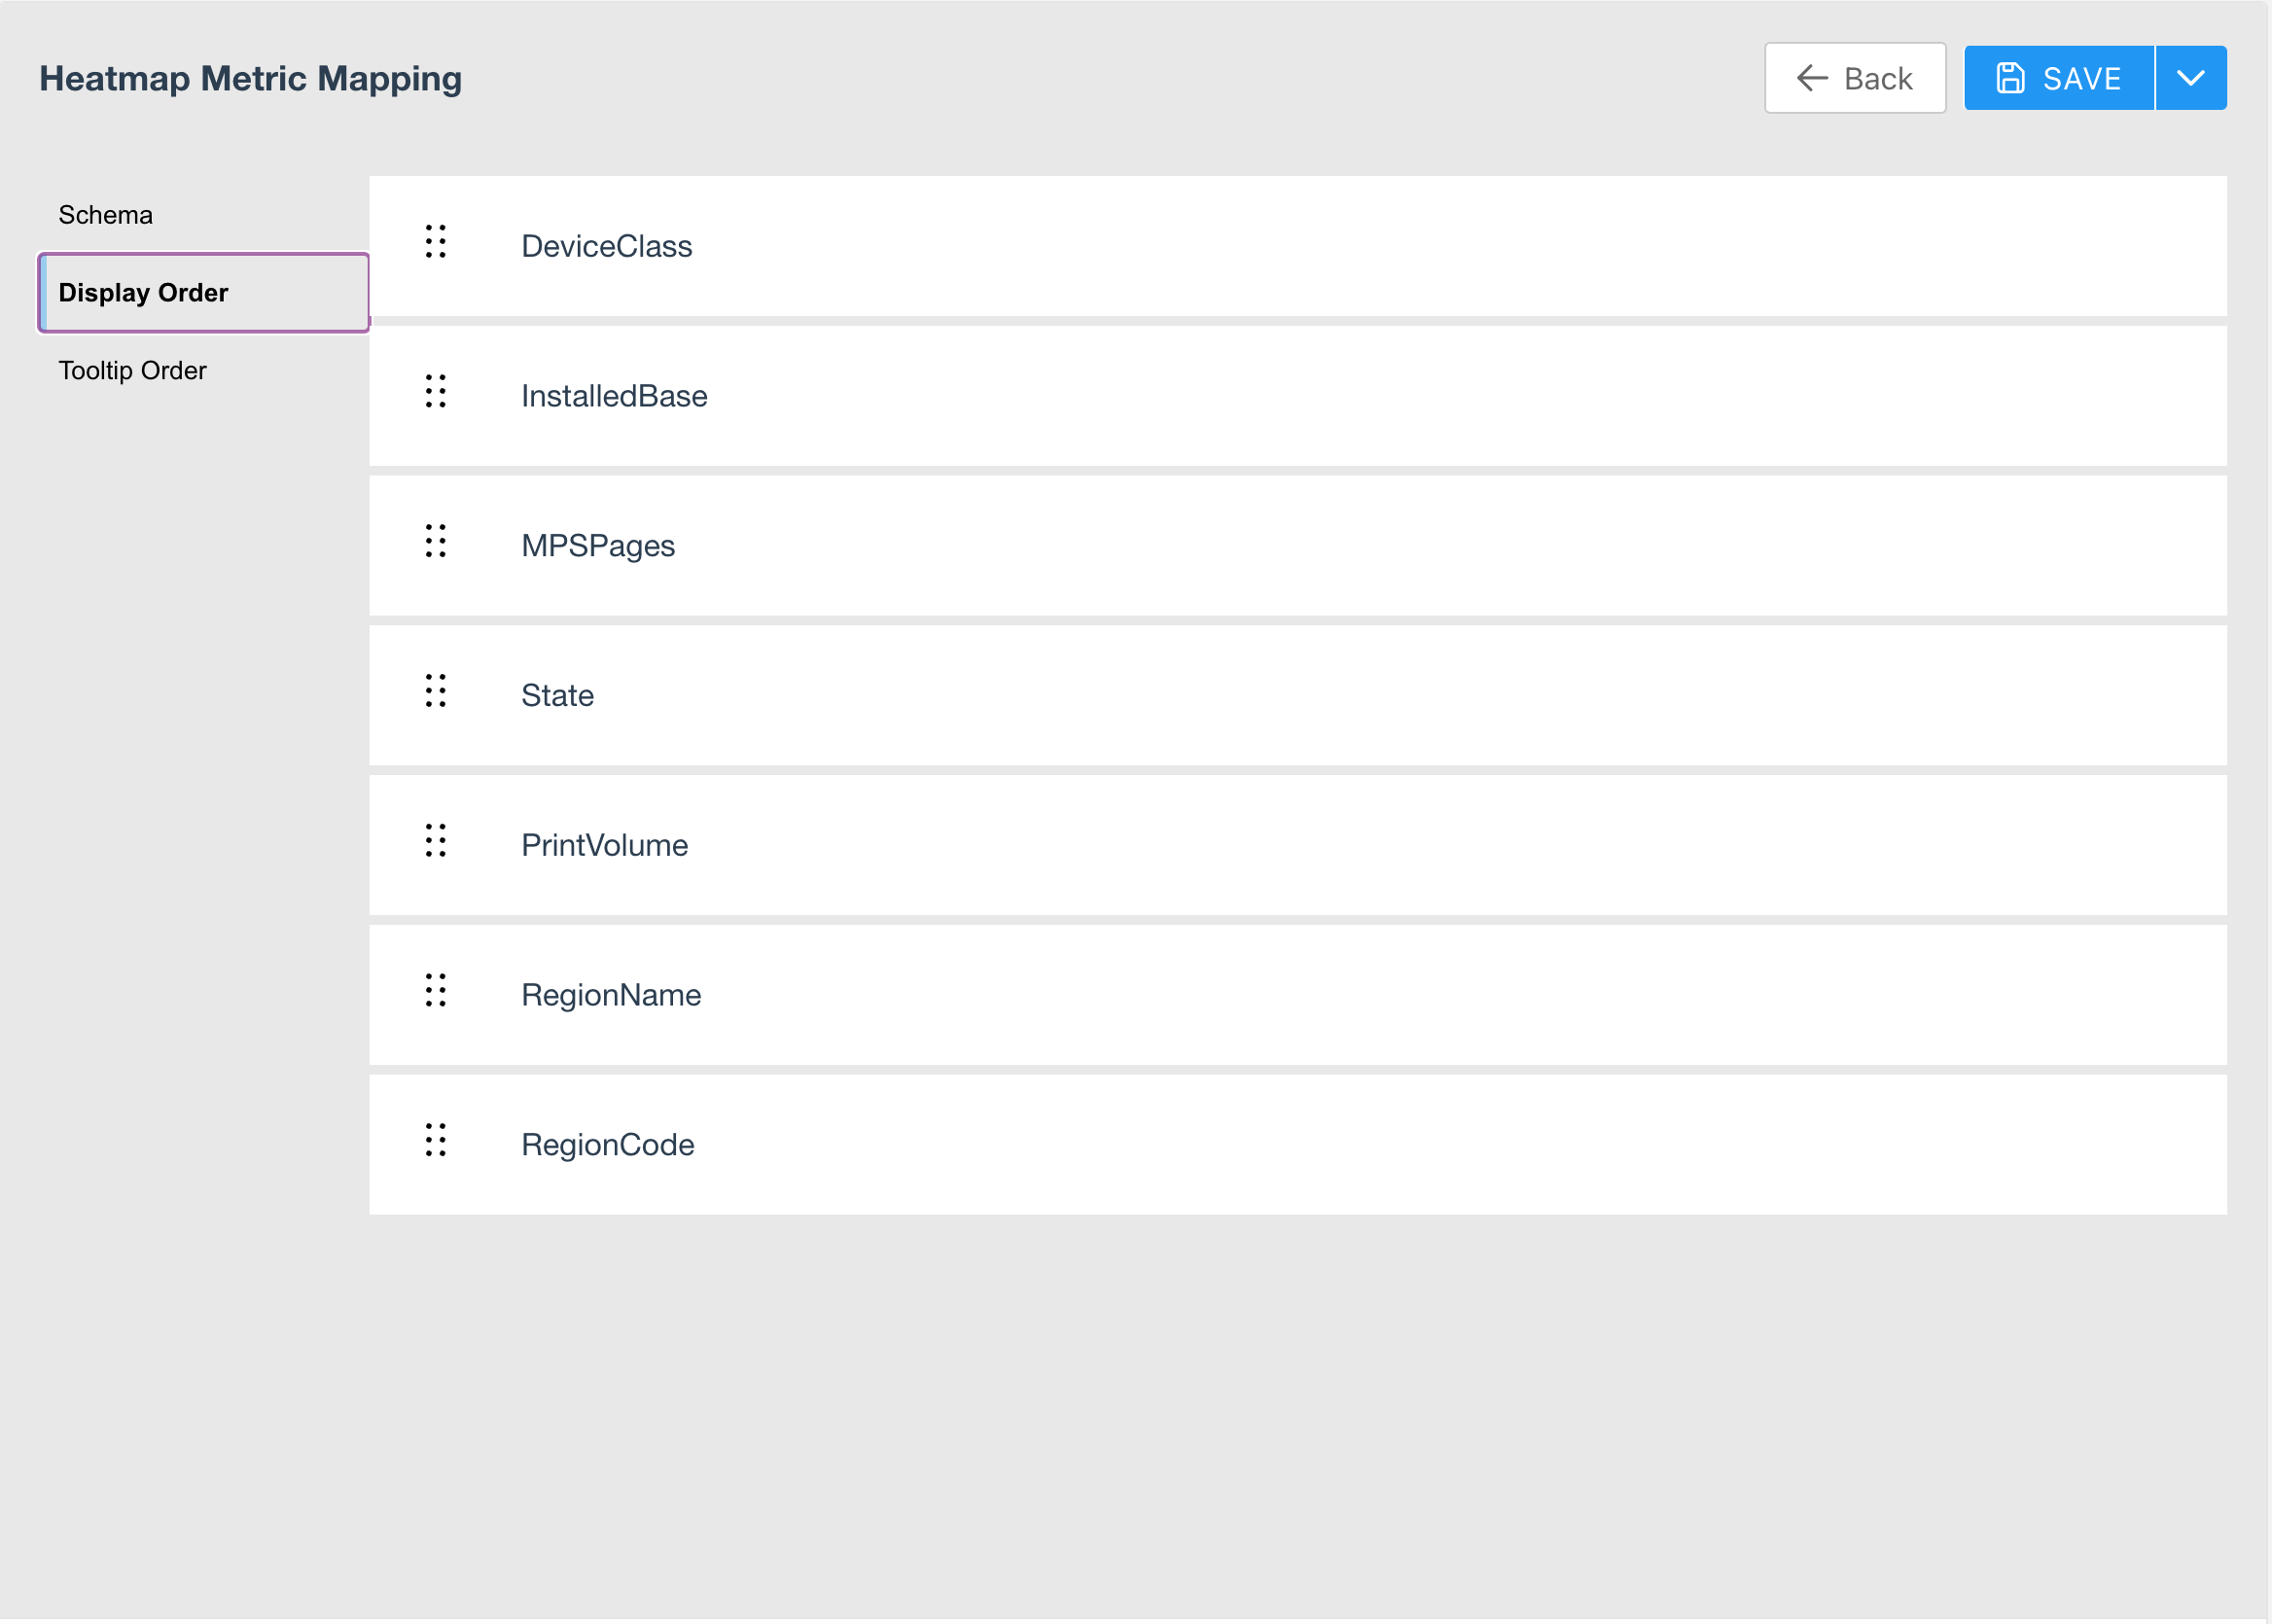 Heatmap Metric Mapping
Back
SAVE
Schema
Display Order
Tooltip Order
DeviceClass
InstalledBase
MPSPages
State
PrintVolume
RegionName
RegionCode